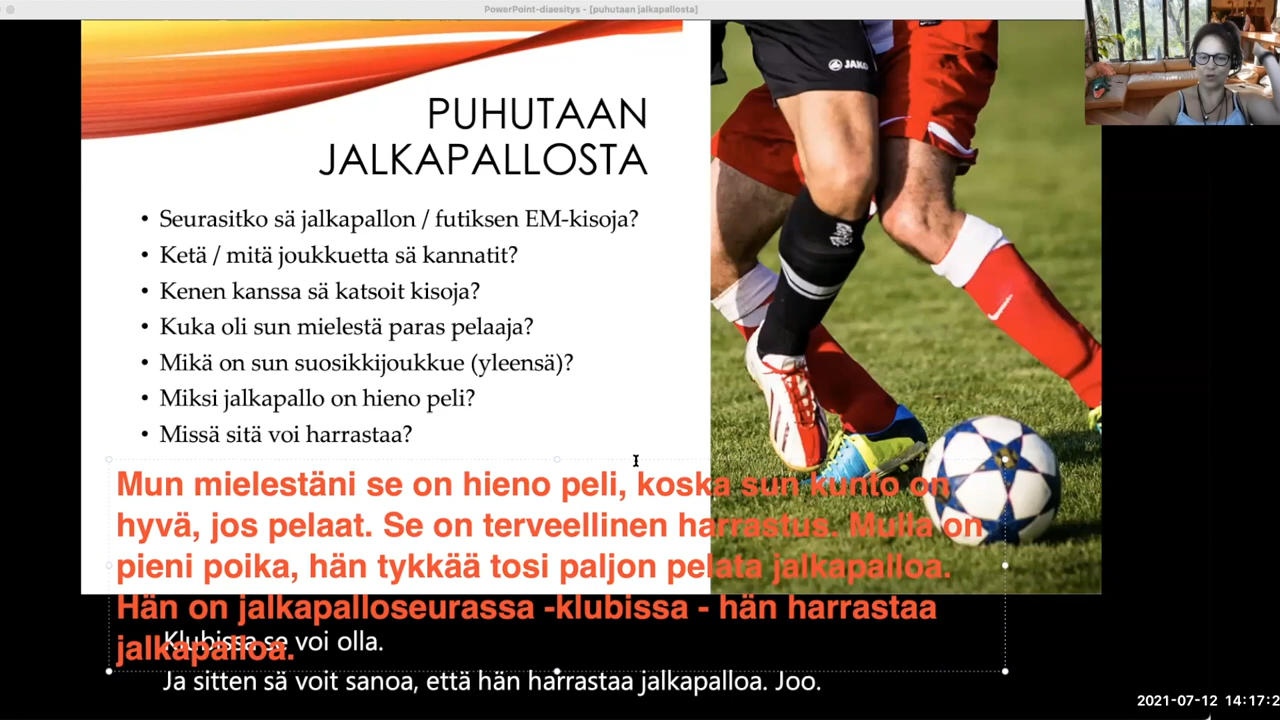 PowerPoint-diaesitys - [puhutaan jalkapallosta]
PUHUTAAN
JALKAPALLOSTA
• Seurasitko sä jalkapallon / futiksen EM-kisoja?
• Ketä / mitä joukkuetta sä kannatit?
• Kenen kanssa sä katsoit kisoja?
• Kuka oli sun mielestä paras pelaaja?
• Mikä on sun suosikkijoukkue (yleensä)?
• Miksi jalkapallo on hieno peli?
• Missä sitä voi harrastaa?
JAKO
Mun mielestäni se on hieno peli, koska sun kunto on
hyvä, jos pelaat. Se on terveellinen harrastus. Mulla on
pieni poika, hän tykkää tosi paljon pelata jalkapalloa.
Hän on jalkapalloseurassa -klubissa - hän harrastaa
jalkapalloa.
Klubissa se voi olla.
Ja sitten sä voit sanoa, että hän harrastaa jalkapalloa. Joo.
2021-07-12 14:17:2